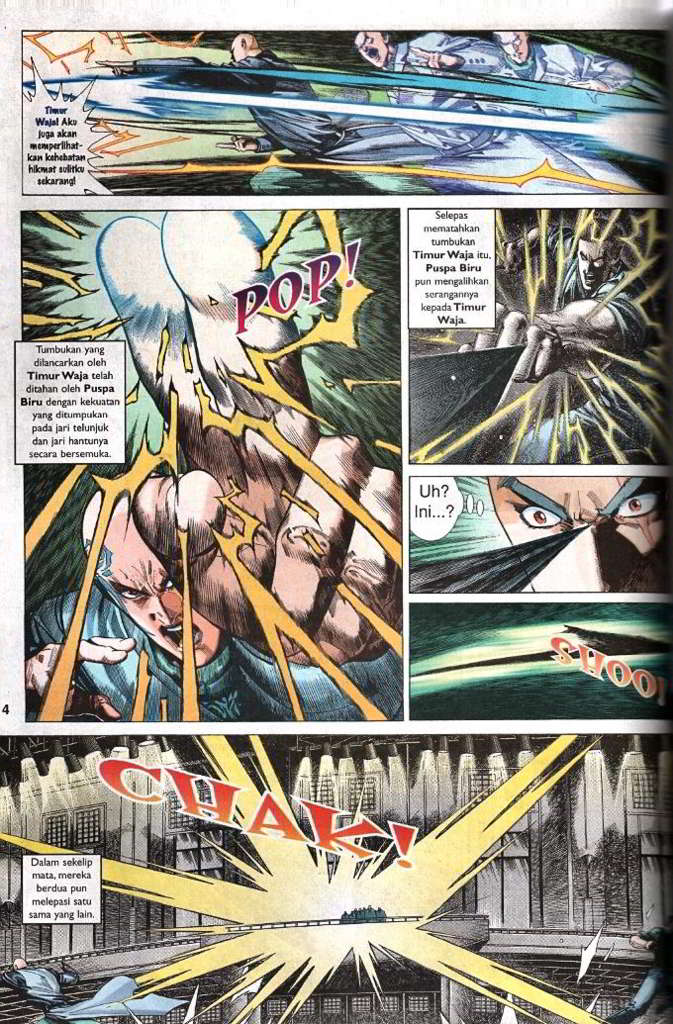 Timur
Waja! Aku
juga akan
memperlihat-
kan kehebatan
hikmat sulitku
sekarang!
POP!
Tumbukan yang
dilancarkan oleh
Timur Waja telah
ditahan oleh Puspa
Biru dengan kekuatan
yang ditumpukan
pada jari telunjuk
dan jari hantunya
secara bersemuka.
Selepas
mematahkan
tumbukan
Timur Waja itu,
Puspa Biru
pun mengalihkan
serangannya
kepada Timur
Waja.
Uh?
Ini...?
SHOOSH
4
CHAK!
Dalam sekelip
mata, mereka
berdua pun
melepasi satu
sama yang lain.